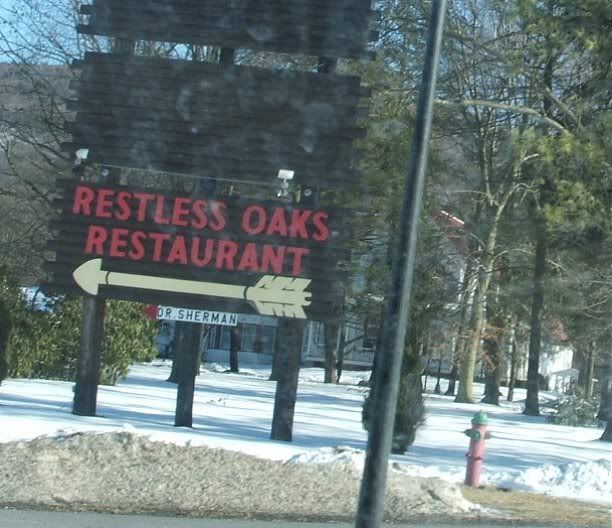 RESTLESS OAKS
RESTAURANT
DR. SHERMAN